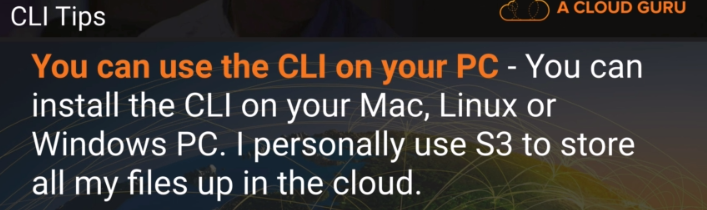 CLI Tips
A CLOUD GURU
You can use the CLI on your PC - You can
install the CLI on your Mac, Linux or
Windows PC. I personally use S3 to store
all my files up in the cloud.